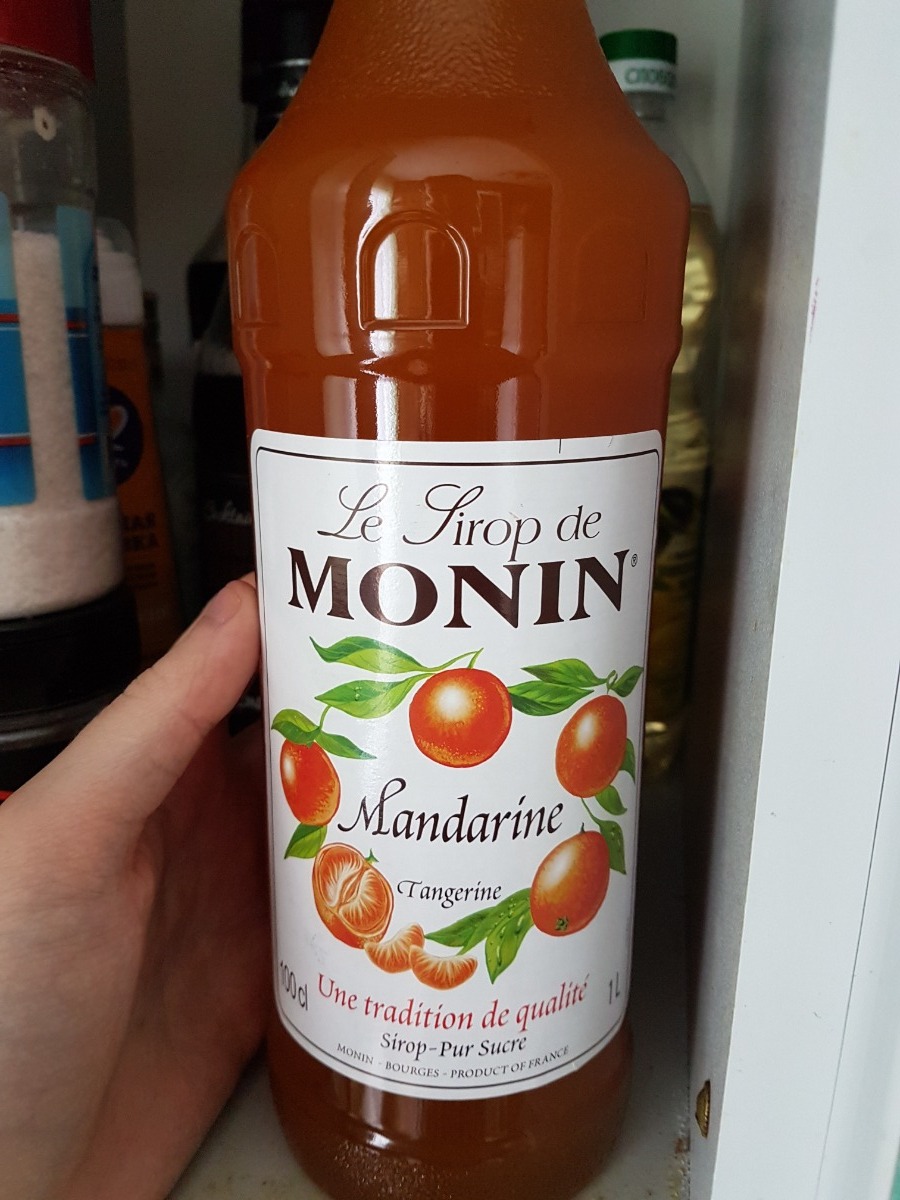 Le Sirop de
MONIN®
Mandarine
Tangerine
100 cl
1L
Une tradition de qualité
Sirop-Pur Sucre
MONIN - BOURGES - PRODUCT OF FRANCE